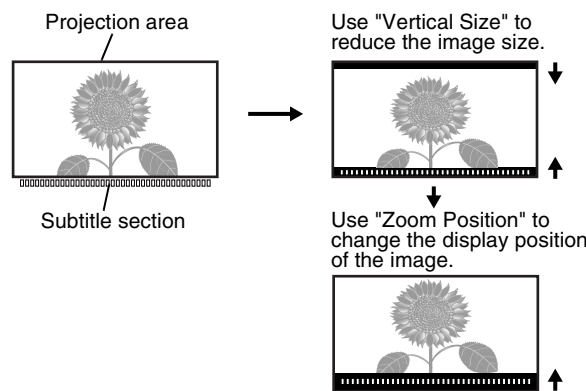 Projection area
Subtitle section
Use "Vertical Size" to
reduce the image size.
Use "Zoom Position" to
change the display position
of the image.